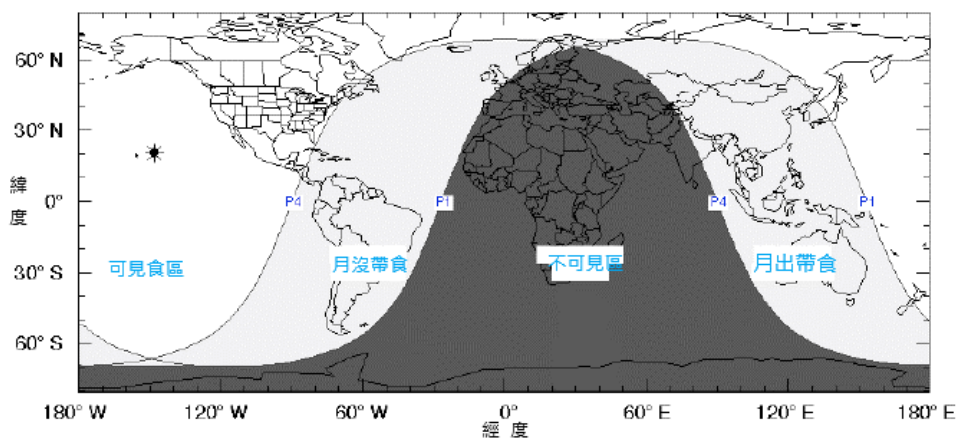 60° N
30° N
緯度
0°
P4
P1
P4
P1
可見食區
月沒帶食
不可見區
月出帶食
30° S
60° S
180° W
120° W
60° W
0°
60° E
120° E
180° E
經 度